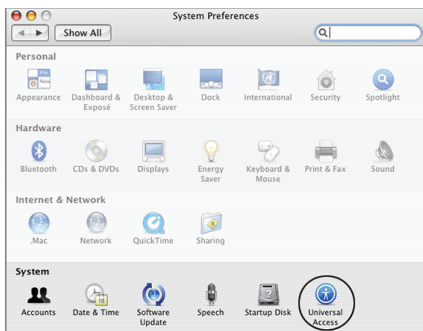 System Preferences
Show All
Personal
Appearance Dashboard & Exposé Desktop & Screen Saver Dock International Security Spotlight
Hardware
Bluetooth CDs & DVDs Displays Energy Saver Keyboard & Mouse Print & Fax Sound
Internet & Network
.Mac Network QuickTime Sharing
System
Accounts Date & Time Software Update Speech Startup Disk Universal Access